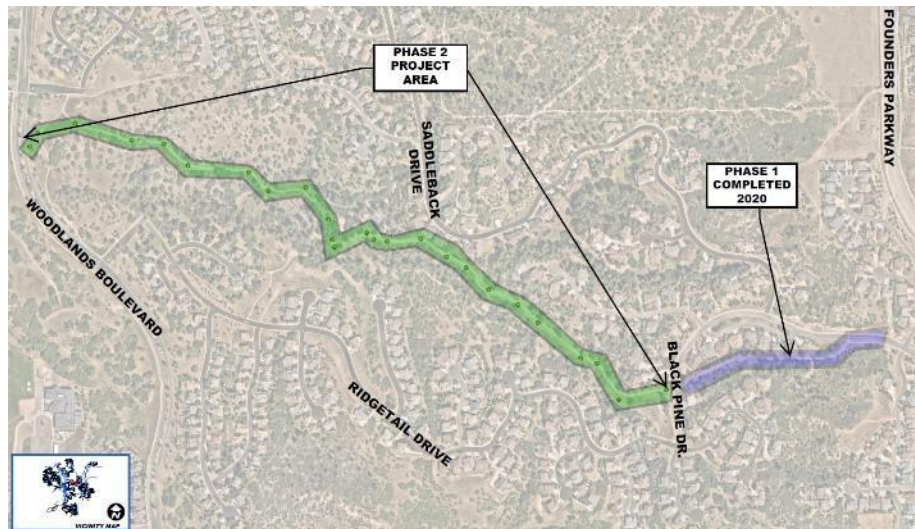 PHASE 2
PROJECT
AREA
FOUNDERS PARKWAY
SADDLEBACK
DRIVE
PHASE 1
COMPLETED
2020
WOODLANDS BOULEVARD
BLACK PINE DR.
RIDGETAIL DRIVE
N
VICINITY MAP